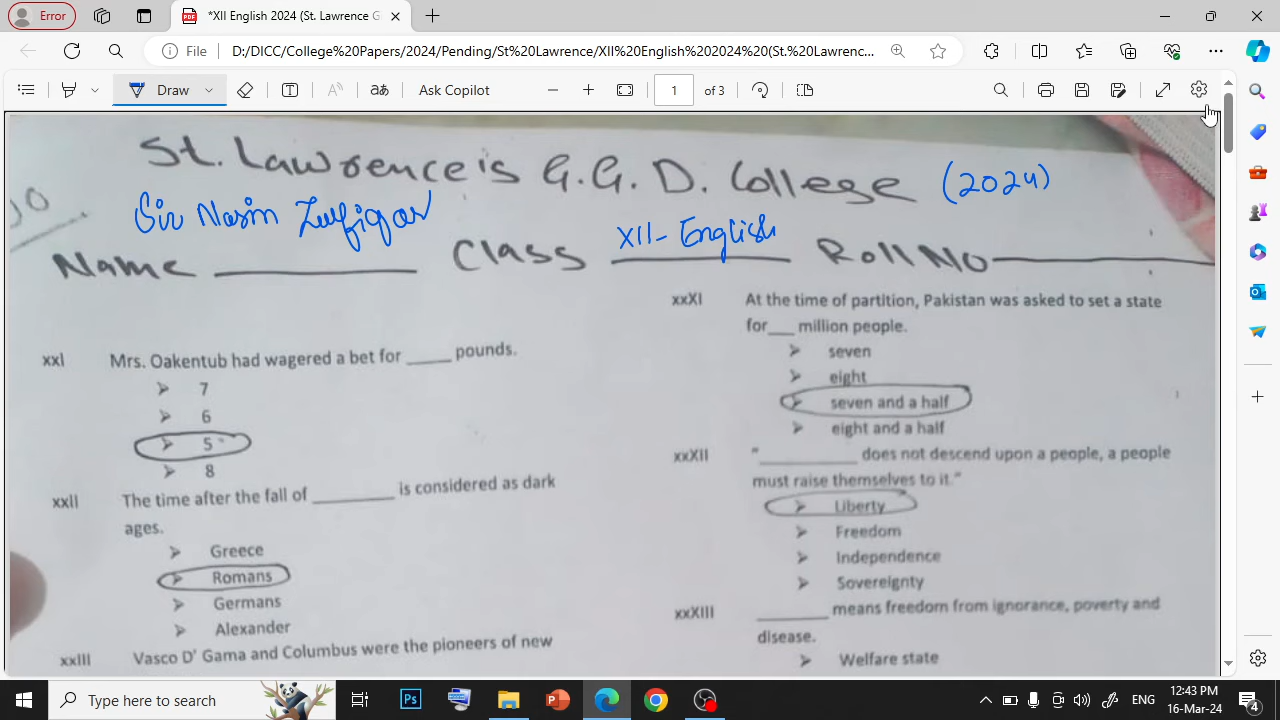 Error
*XII English 2024 (St. Lawrence G
File
D:/DICC/College%20Papers/2024/Pending/St%20Lawrence/XII%20English%202024%20(St.%20Lawrenc...
Draw
aあ
Ask Copilot
1
of 3
St. Lawrence is G.G.D. College (2024)
Sir Nasin Zulfiqar
Name
Class
XII- English
Roll No
xxI
Mrs. Oakentub had wagered a bet for _____ pounds.
7
6
5
8
xxII
The time after the fall of _________ is considered as dark
ages.
Greece
Romans
Germans
Alexander
xxIII
Vasco D' Gama and Columbus were the pioneers of new
xxXI
At the time of partition, Pakistan was asked to set a state
for___ million people.
seven
eight
seven and a half
eight and a half
xxXII
"___________ does not descend upon a people, a people
must raise themselves to it."
Liberty
Freedom
Independence
Sovereignty
xxXIII
________ means freedom from ignorance, poverty and
disease.
Welfare state
Type here to search
Ps
ENG
12:43 PM
16-Mar-24
4